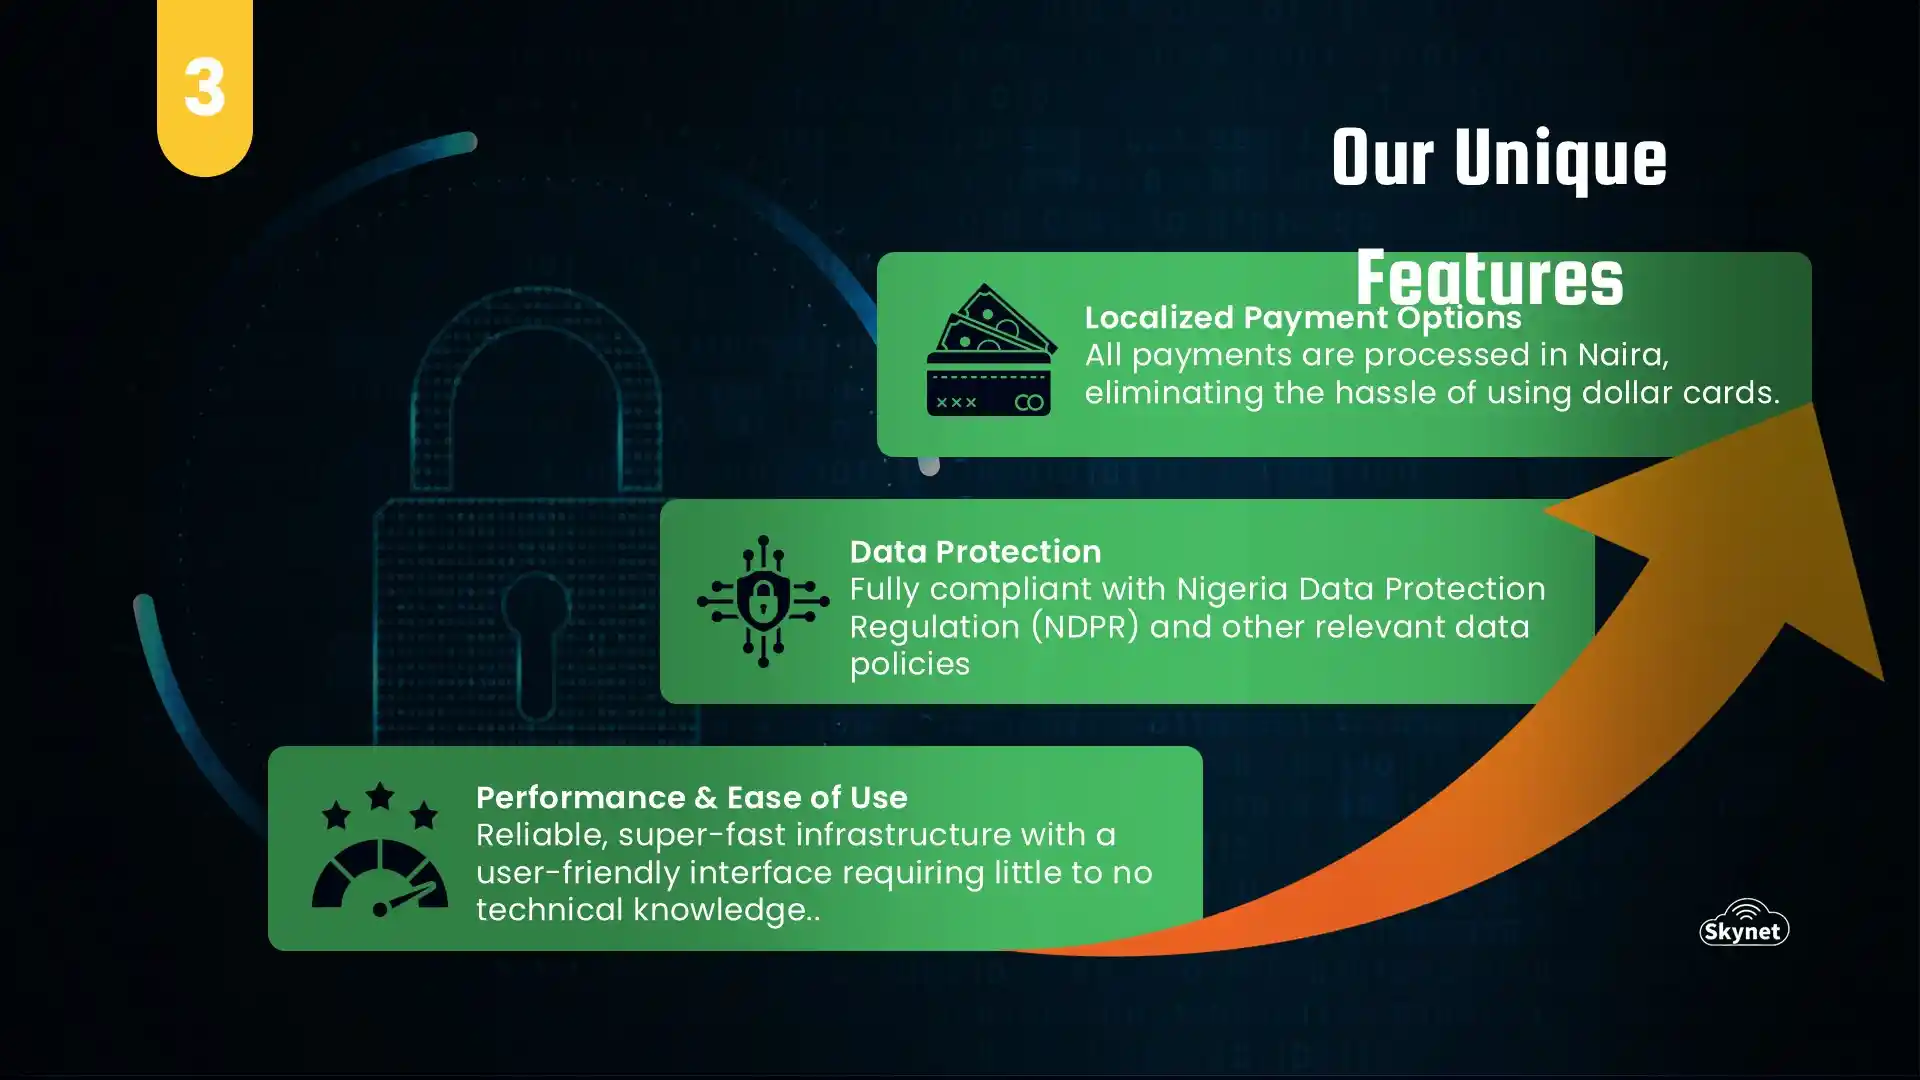 3
Our Unique
Features
Localized Payment Options
All payments are processed in Naira,
eliminating the hassle of using dollar cards.
Data Protection
Fully compliant with Nigeria Data Protection
Regulation (NDPR) and other relevant data
policies
Performance & Ease of Use
Reliable, super-fast infrastructure with a
user-friendly interface requiring little to no
technical knowledge..
Skynet